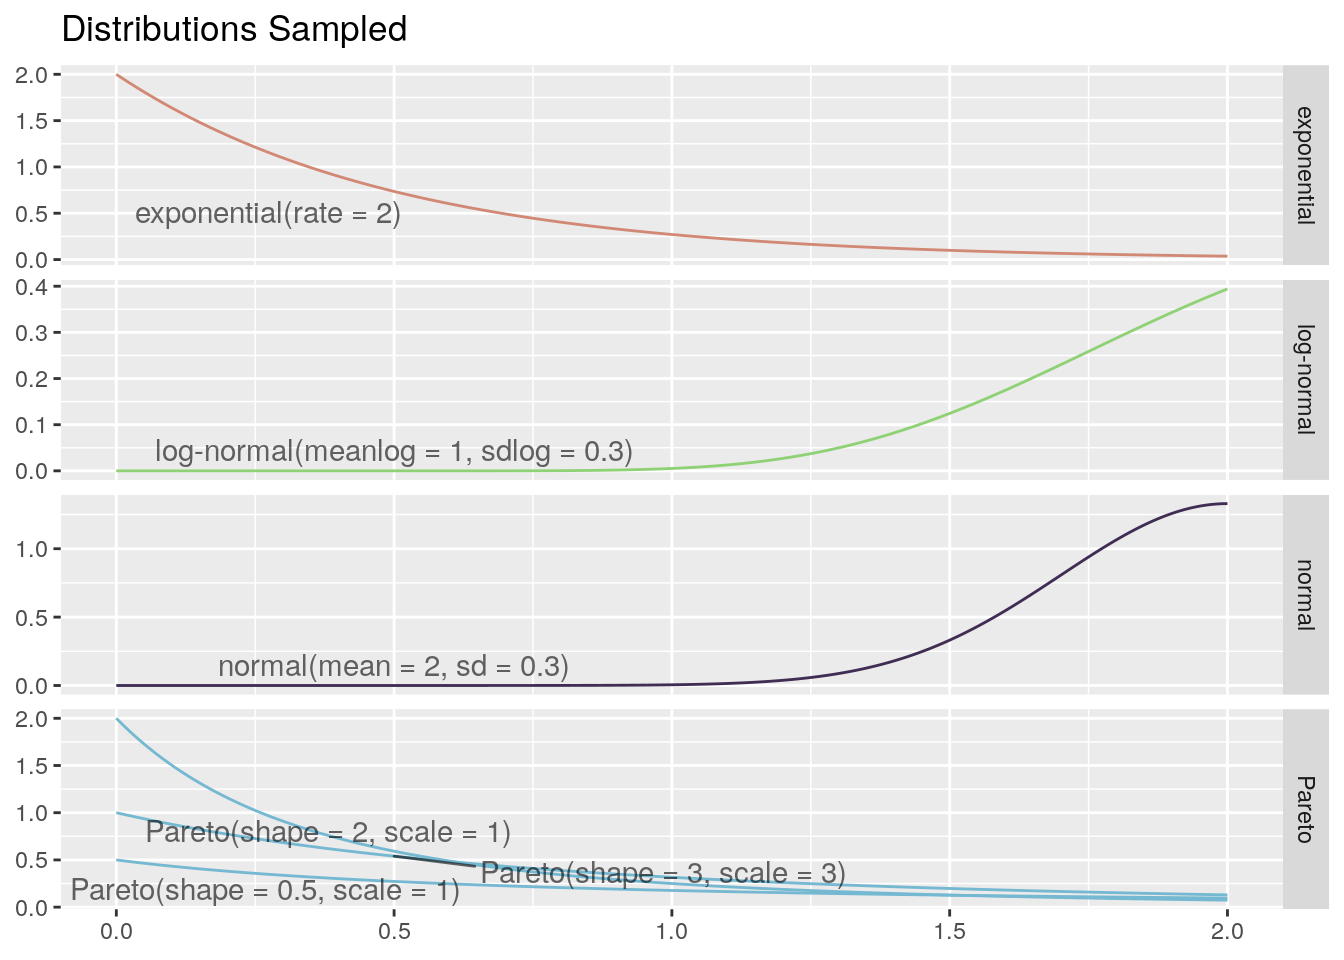 Distributions Sampled
2.0
1.5
1.0
0.5
0.0
exponential(rate = 2)
exponential
0.4
0.3
0.2
0.1
0.0
log-normal(meanlog = 1, sdlog = 0.3)
log-normal
1.0
0.5
0.0
normal(mean = 2, sd = 0.3)
normal
2.0
1.5
1.0
0.5
0.0
Pareto(shape = 2, scale = 1)
Pareto(shape = 3, scale = 3)
Pareto(shape = 0.5, scale = 1)
Pareto
0.0 0.5 1.0 1.5 2.0